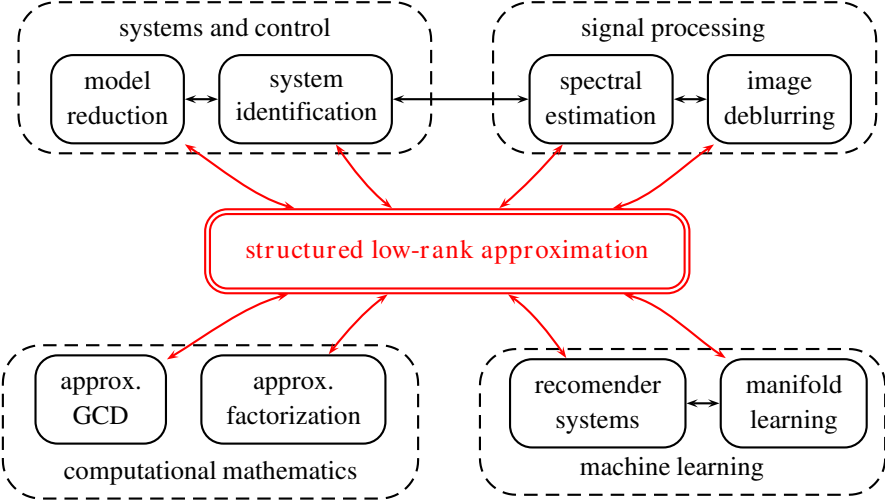 systems and control
signal processing
model
reduction
system
identification
spectral
estimation
image
deblurring
structured low-rank approximation
approx.
GCD
approx.
factorization
recomender
systems
manifold
learning
computational mathematics
machine learning